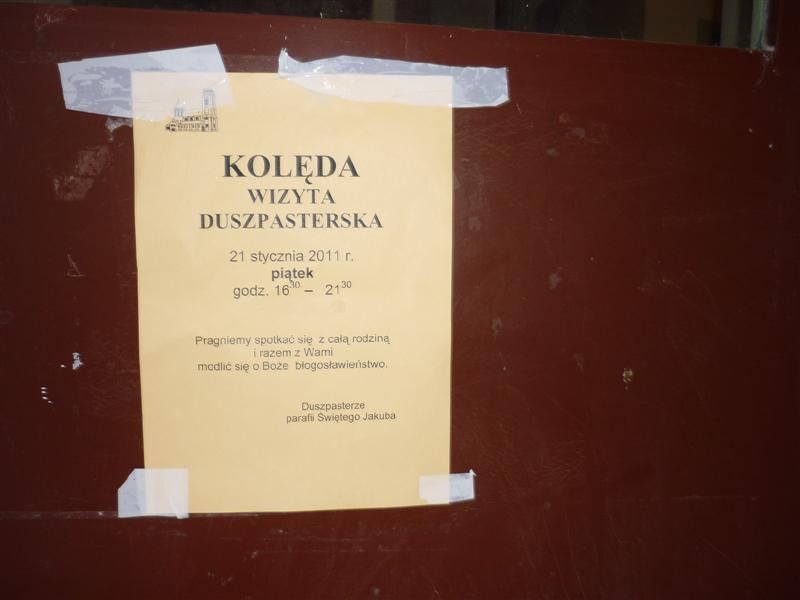 KOLĘDA
WIZYTA
DUSZPASTERSKA
21 stycznia 2011 r.
piątek
godz. 16³⁰ – 21³⁰
Pragniemy spotkać się z całą rodziną
i razem z Wami
modlić się o Boże błogosławieństwo.
Duszpasterze
parafii Świętego Jakuba